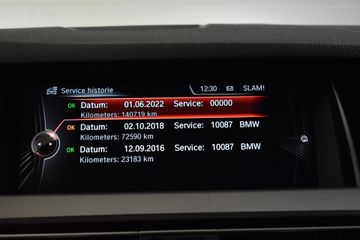 Service historie 12:30 SLAM!
OK Datum: 01.06.2022 Service: 00000
Kilometers: 140719 km
OK Datum: 02.10.2018 Service: 10087 BMW
Kilometers: 72590 km
OK Datum: 12.09.2016 Service: 10087 BMW
Kilometers: 23183 km